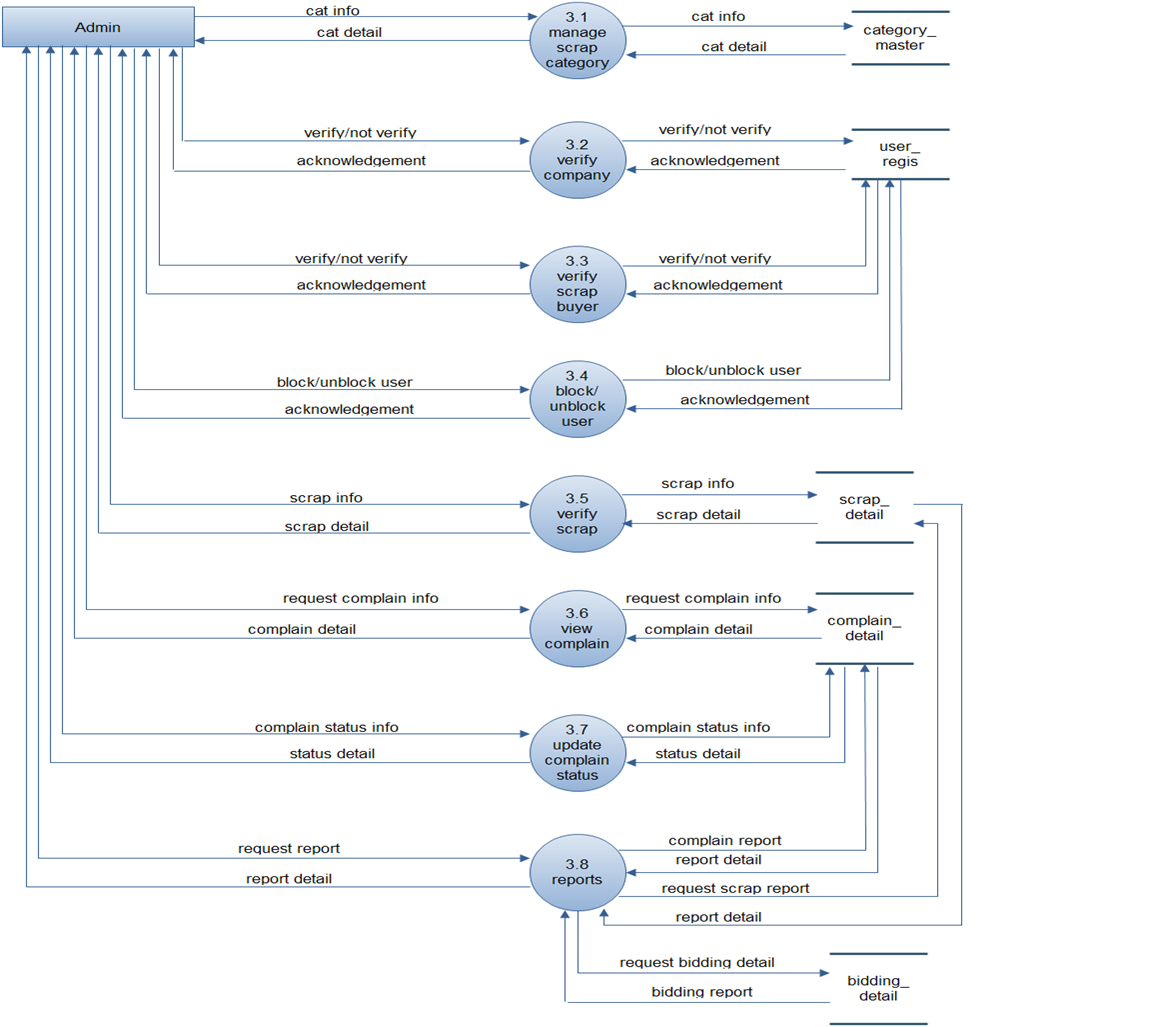 Admin
cat info
cat detail
3.1
manage
scrap
category
cat info
cat detail
category_
master
verify/not verify
acknowledgement
3.2
verify
company
verify/not verify
acknowledgement
user_
regis
verify/not verify
acknowledgement
3.3
verify
scrap
buyer
verify/not verify
acknowledgement
block/unblock user
acknowledgement
3.4
block/
unblock
user
block/unblock user
acknowledgement
scrap info
scrap detail
3.5
verify
scrap
scrap info
scrap detail
scrap_
detail
request complain info
complain detail
3.6
view
complain
request complain info
complain detail
complain_
detail
complain status info
status detail
3.7
update
complain
status
complain status info
status detail
request report
report detail
3.8
reports
complain report
report detail
request scrap report
report detail
request bidding detail
bidding report
bidding_
detail